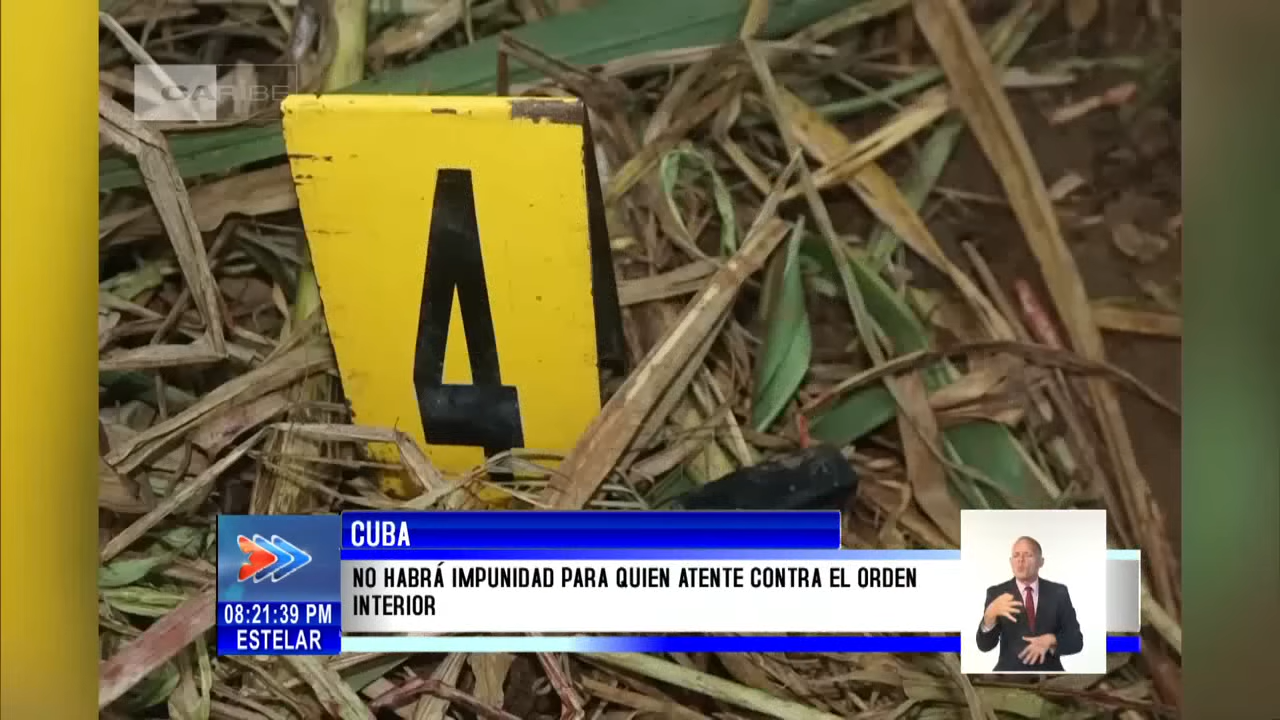 CARIBE
4
CUBA
NO HABRÁ IMPUNIDAD PARA QUIEN ATENTE CONTRA EL ORDEN
INTERIOR
08:21:39 PM
ESTELAR